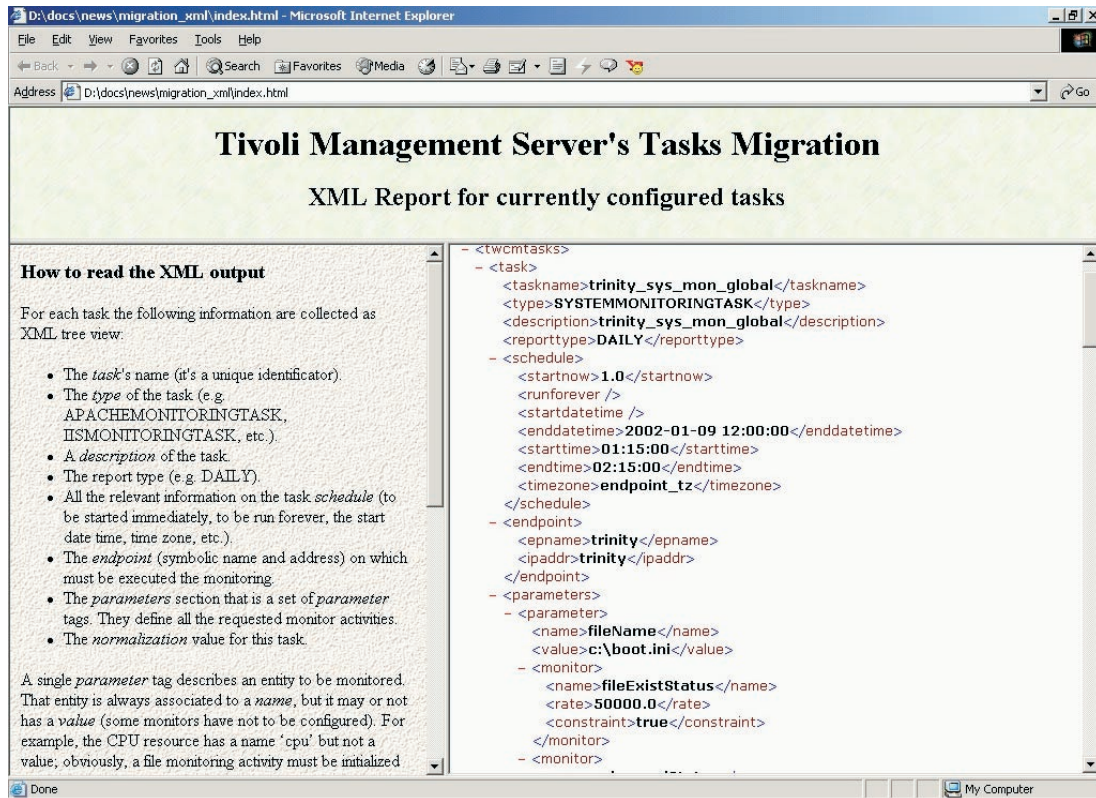 D:\docs\news\migration_xml\index.html - Microsoft Internet Explorer
File Edit View Favorites Tools Help
Back Search Favorites Media
Address D:\docs\news\migration_xml\index.html Go
Tivoli Management Server's Tasks Migration
XML Report for currently configured tasks
How to read the XML output
For each task the following information are collected as
XML tree view:
• The task's name (it's a unique identificator).
• The type of the task (e.g.
APACHEMONITORINGTASK,
IISMONITORINGTASK, etc.).
• A description of the task.
• The report type (e.g. DAILY).
• All the relevant information on the task schedule (to
be started immediately, to be run forever, the start
date time, time zone, etc.).
• The endpoint (symbolic name and address) on which
must be executed the monitoring.
• The parameters section that is a set of parameter
tags. They define all the requested monitor activities.
• The normalization value for this task.
A single parameter tag describes an entity to be monitored.
That entity is always associated to a name, but it may or not
has a value (some monitors have not to be configured). For
example, the CPU resource has a name ‘cpu’ but not a
value; obviously, a file monitoring activity must be initialized
- <twcmtasks>
- <task>
<taskname>trinity_sys_mon_global</taskname>
<type>SYSTEMMONITORINGTASK</type>
<description>trinity_sys_mon_global</description>
<reporttype>DAILY</reporttype>
- <schedule>
<startnow>1.0</startnow>
<runforever />
<startdatetime />
<enddatetime>2002-01-09 12:00:00</enddatetime>
<starttime>01:15:00</starttime>
<endtime>02:15:00</endtime>
<timezone>endpoint_tz</timezone>
</schedule>
- <endpoint>
<epname>trinity</epname>
<ipaddr>trinity</ipaddr>
</endpoint>
- <parameters>
- <parameter>
<name>fileName</name>
<value>c:\boot.ini</value>
- <monitor>
<name>fileExistStatus</name>
<rate>50000.0</rate>
<constraint>true</constraint>
</monitor>
- <monitor>
Done My Computer